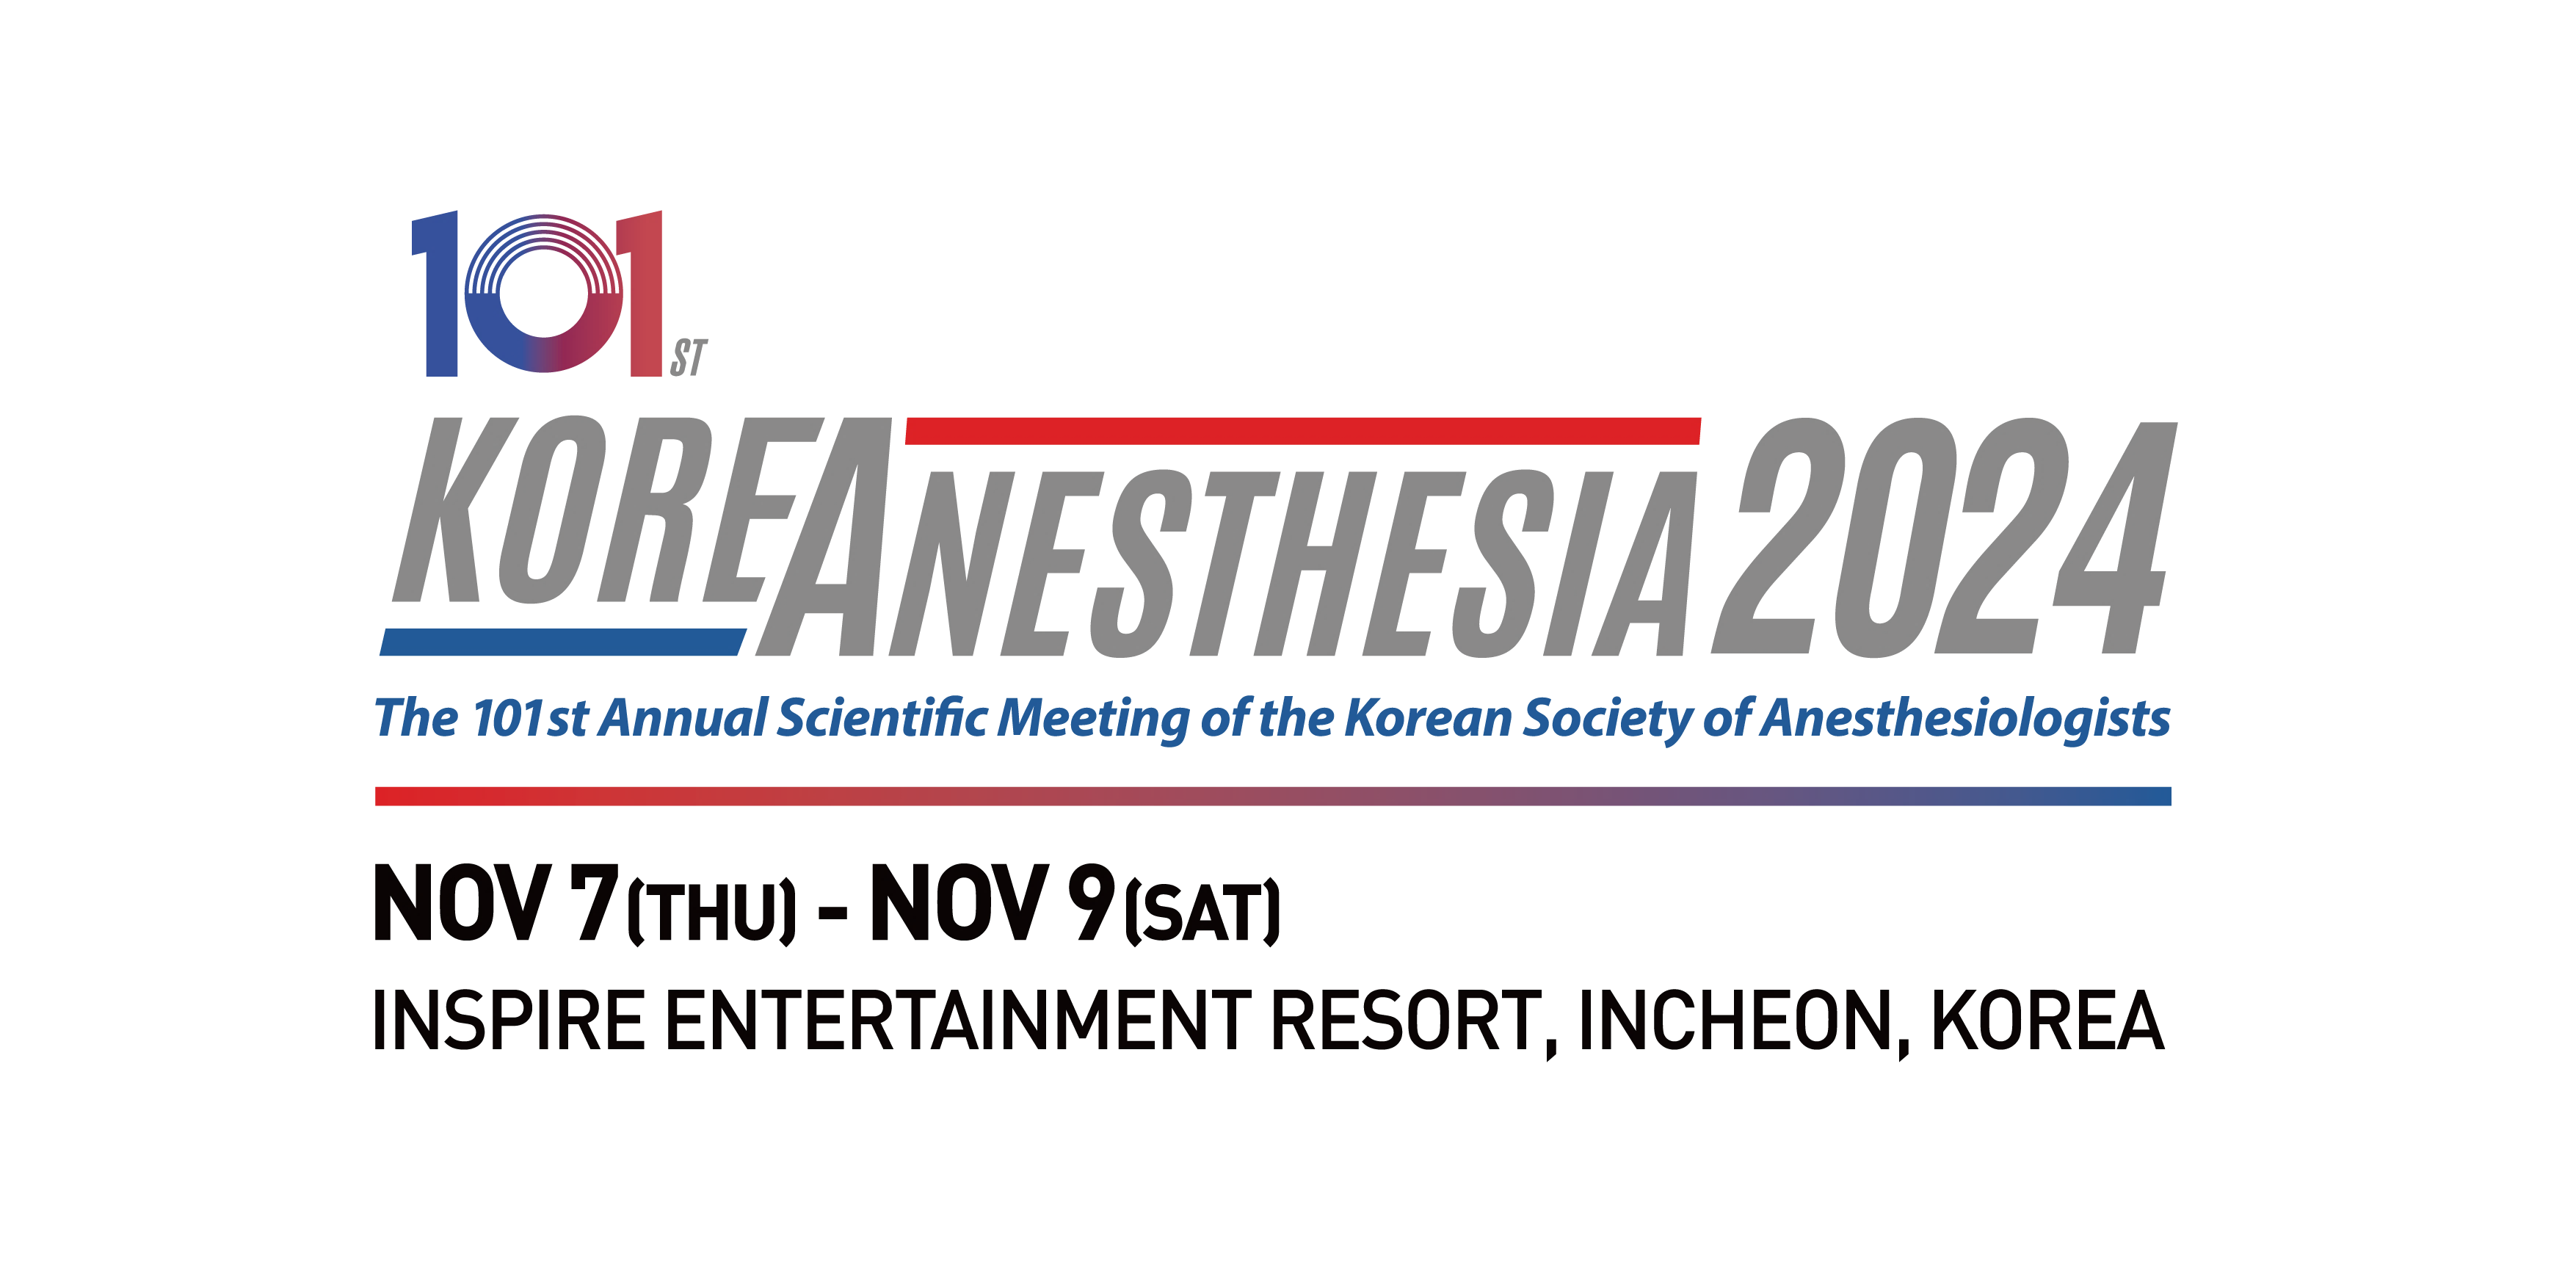 101ST
KOREANESTHESIA 2024
The 101st Annual Scientific Meeting of the Korean Society of Anesthesiologists
NOV 7(THU) - NOV 9(SAT)
INSPIRE ENTERTAINMENT RESORT, INCHEON, KOREA